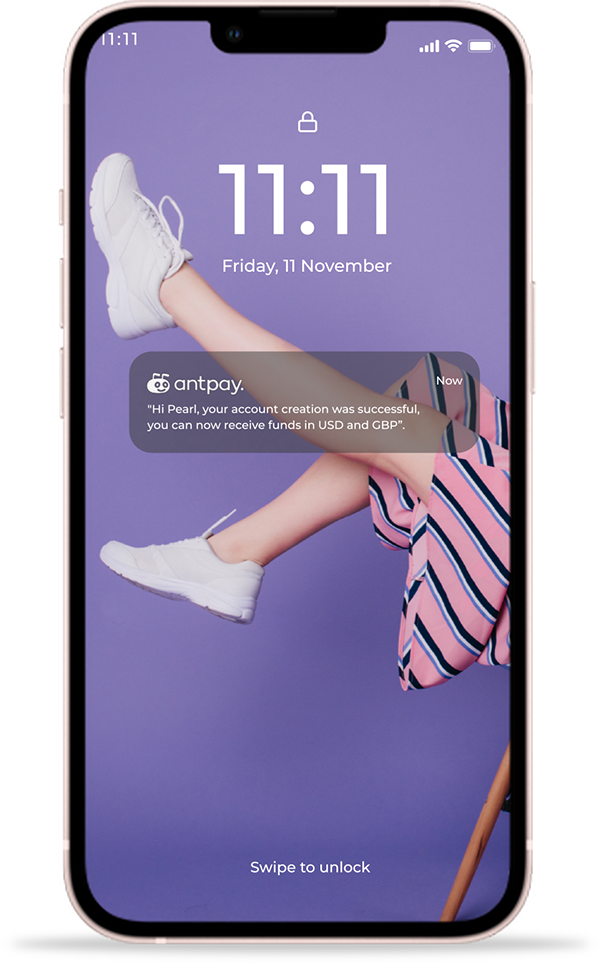 11:11
11:11
Friday, 11 November
antpay.
Now
"Hi Pearl, your account creation was successful,
you can now receive funds in USD and GBP”.
Swipe to unlock